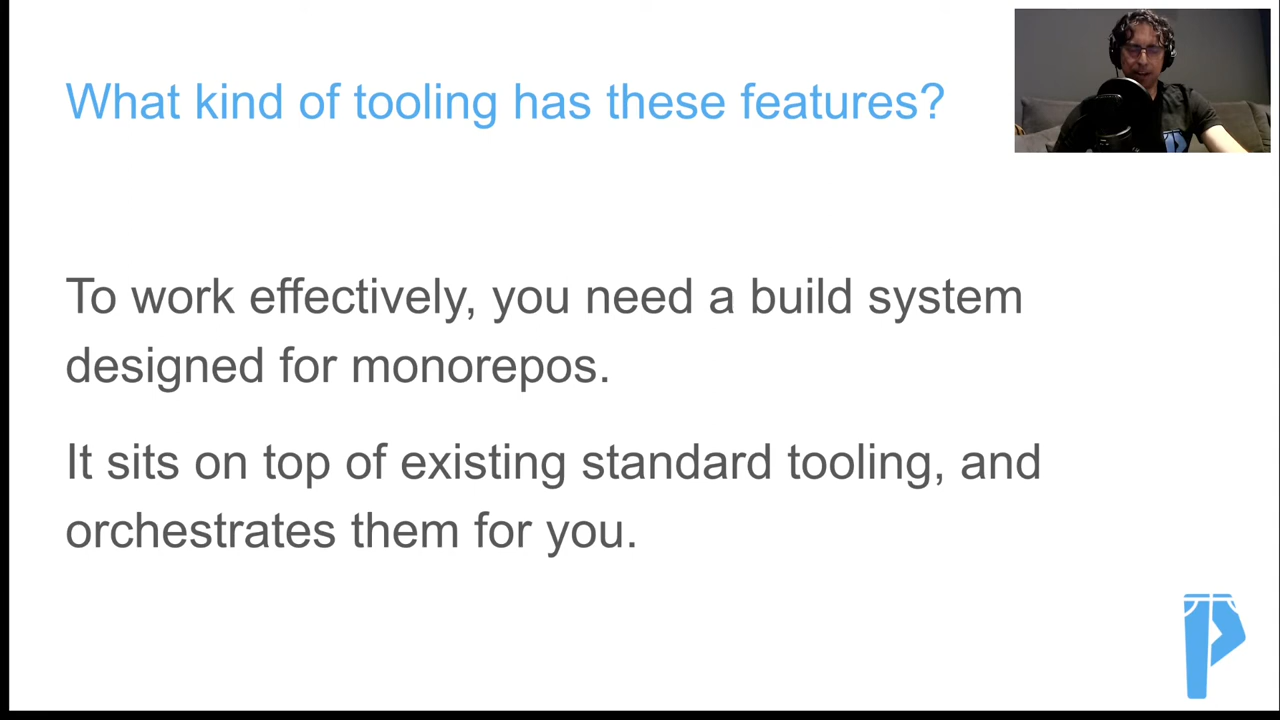 What kind of tooling has these features?
To work effectively, you need a build system
designed for monorepos.
It sits on top of existing standard tooling, and
orchestrates them for you.